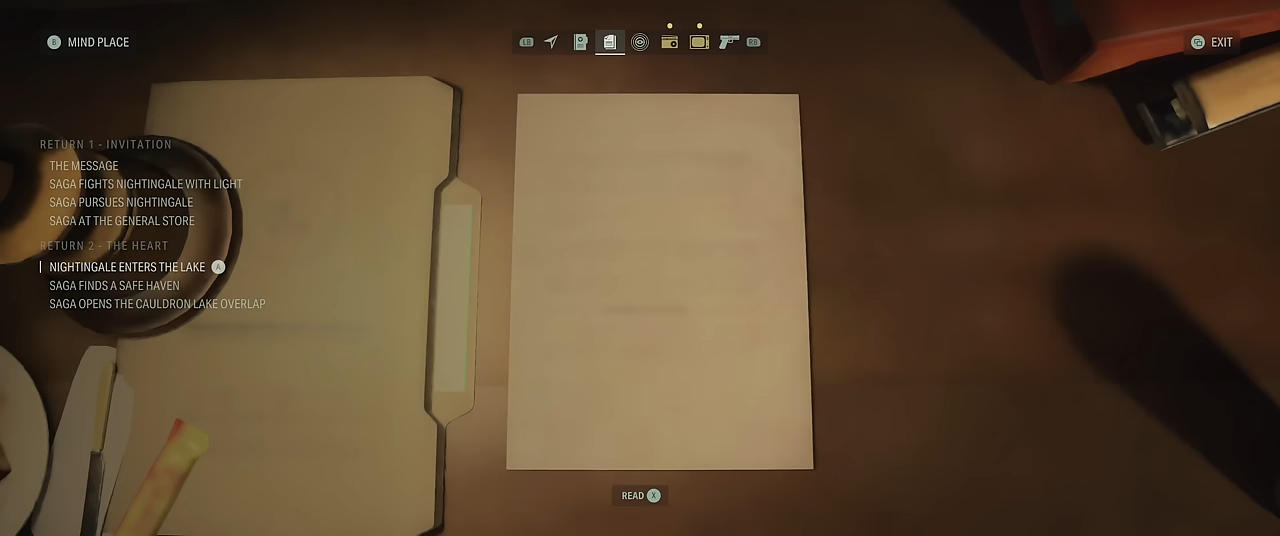 B MIND PLACE
LB RB
EXIT
RETURN 1 - INVITATION
THE MESSAGE
SAGA FIGHTS NIGHTINGALE WITH LIGHT
SAGA PURSUES NIGHTINGALE
SAGA AT THE GENERAL STORE
RETURN 2 - THE HEART
NIGHTINGALE ENTERS THE LAKE A
SAGA FINDS A SAFE HAVEN
SAGA OPENS THE CAULDRON LAKE OVERLAP
READ X